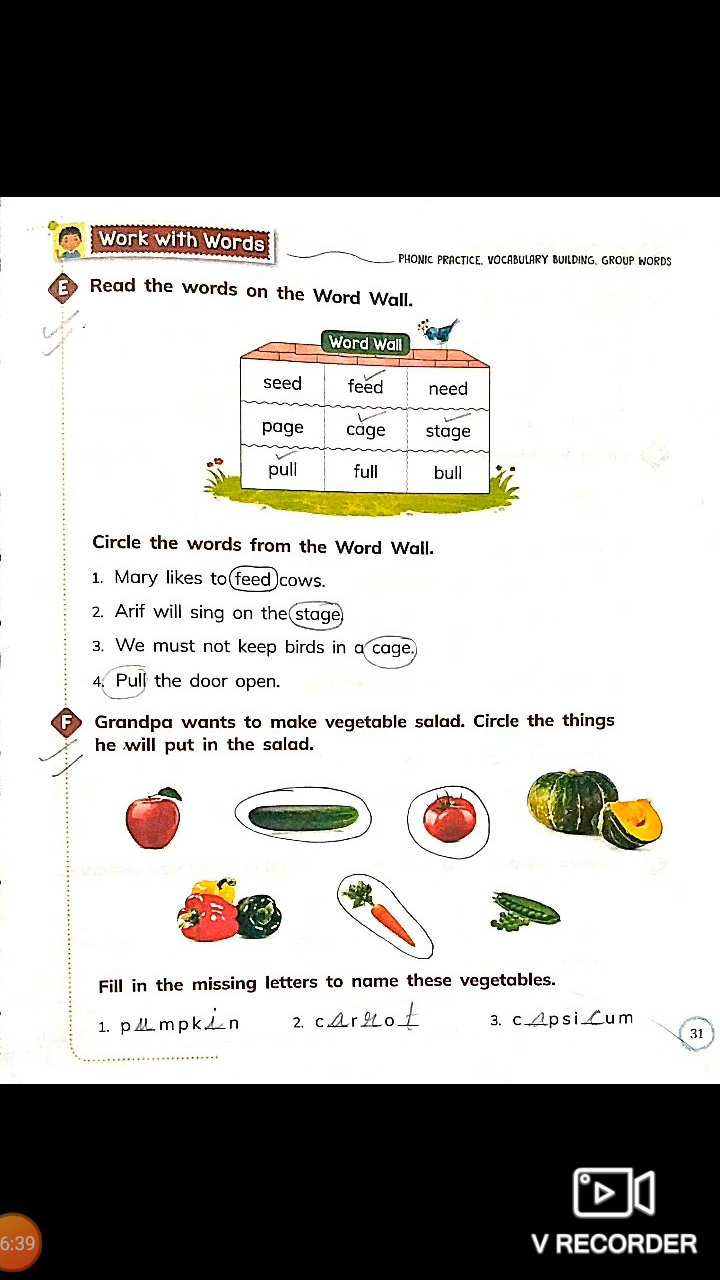 Work with Words
PHONIC PRACTICE, VOCABULARY BUILDING, GROUP WORDS
E Read the words on the Word Wall.
Word Wall
seed feed need
page cage stage
pull full bull
Circle the words from the Word Wall.
1. Mary likes to feed cows.
2. Arif will sing on the stage.
3. We must not keep birds in a cage.
4. Pull the door open.
F Grandpa wants to make vegetable salad. Circle the things
he will put in the salad.
Fill in the missing letters to name these vegetables.
1. pumpkin 2. carrot 3. capsicum
31
6:39
V RECORDER